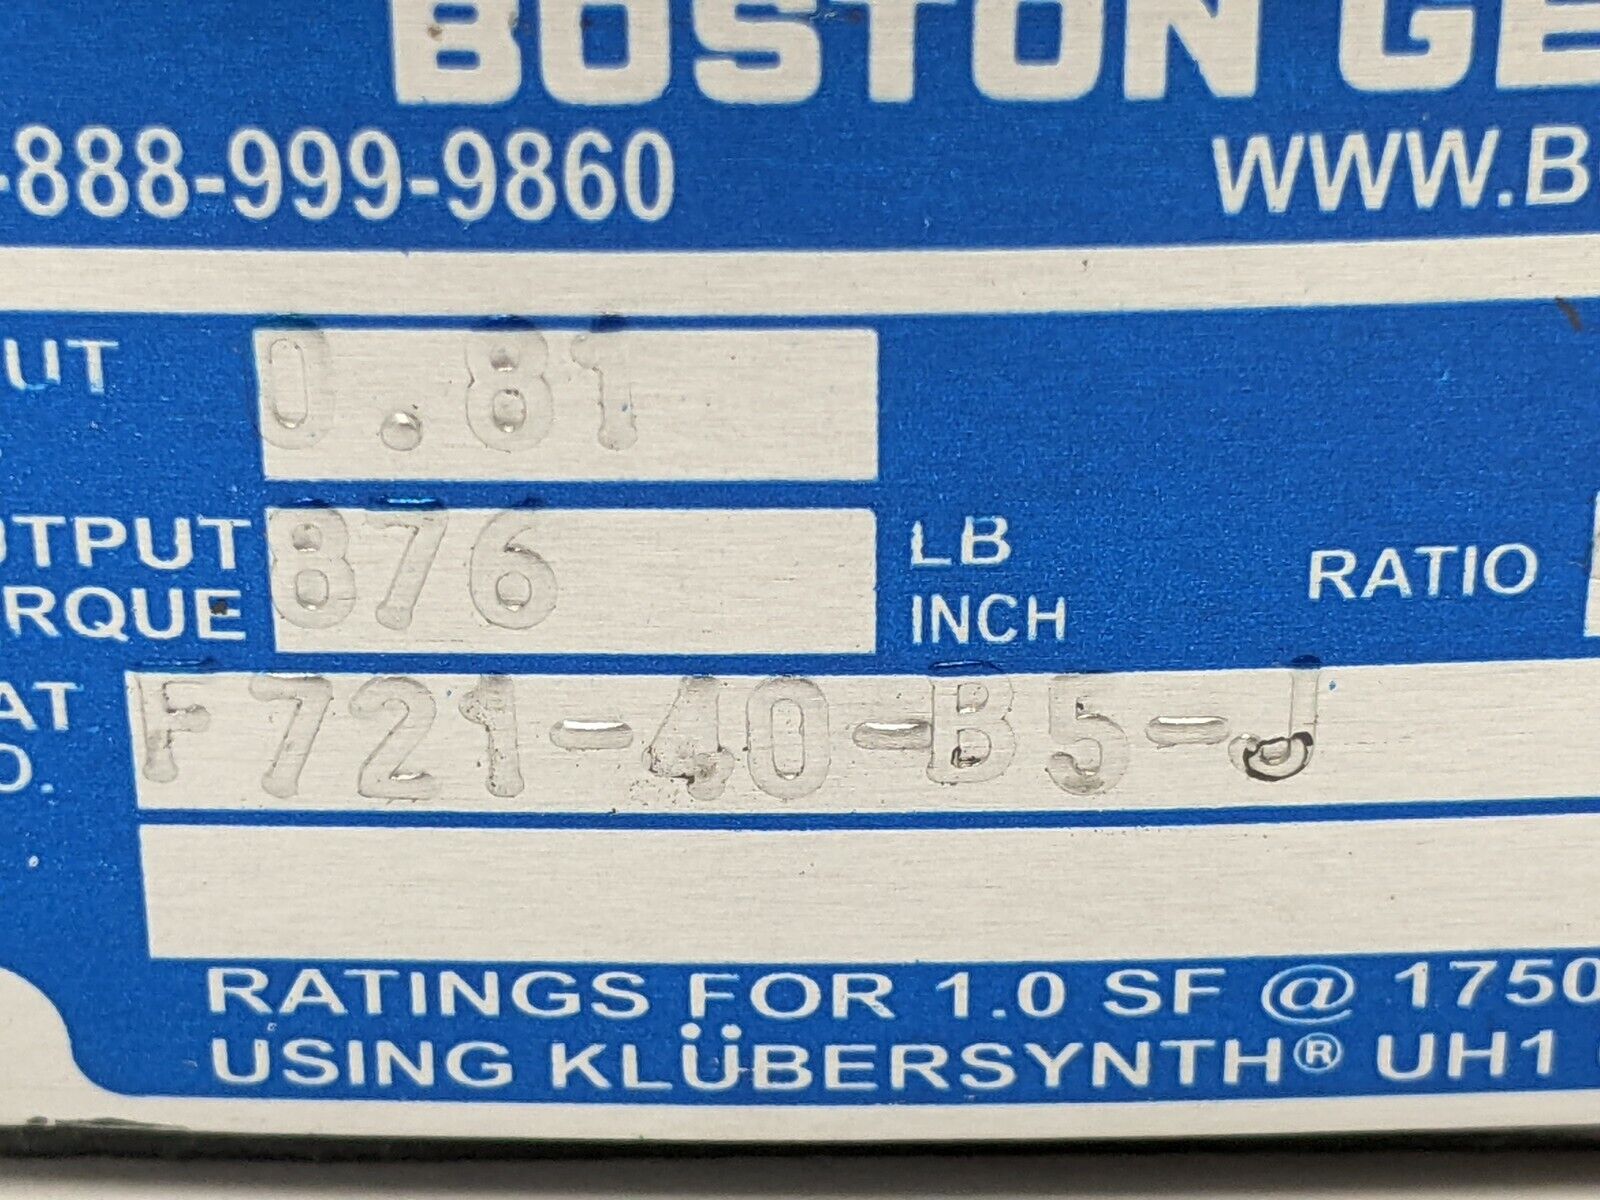 BOSTON GE
-888-999-9860 WWW.B
UT 0.81
UTPUT RQUE 876 LB INCH RATIO
AT O. F721-40-B5-J
RATINGS FOR 1.0 SF @ 1750
USING KLÜBERSYNTH® UH1